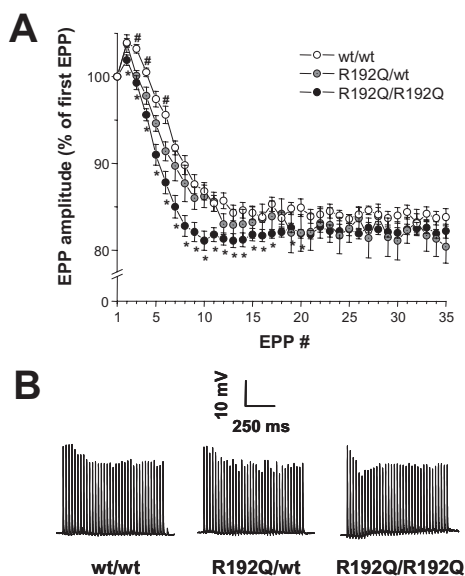 A
EPP amplitude (% of first EPP)
100
90
80
0
# # #
wt/wt
R192Q/wt
R192Q/R192Q
* * * * * * * * * * * * * * * * * *
1 5 10 15 20 25 30 35
EPP #
B
10 mV
250 ms
wt/wt R192Q/wt R192Q/R192Q